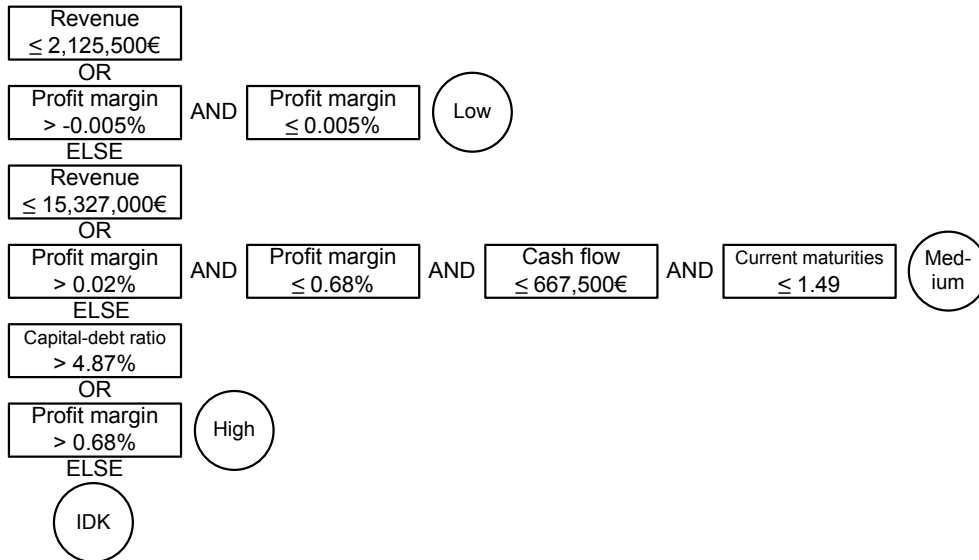 Revenue
≤ 2,125,500€
OR
Profit margin
> -0.005%
AND
Profit margin
≤ 0.005%
Low
ELSE
Revenue
≤ 15,327,000€
OR
Profit margin
> 0.02%
AND
Profit margin
≤ 0.68%
AND
Cash flow
≤ 667,500€
AND
Current maturities
≤ 1.49
Med-
ium
ELSE
Capital-debt ratio
> 4.87%
OR
Profit margin
> 0.68%
High
ELSE
IDK